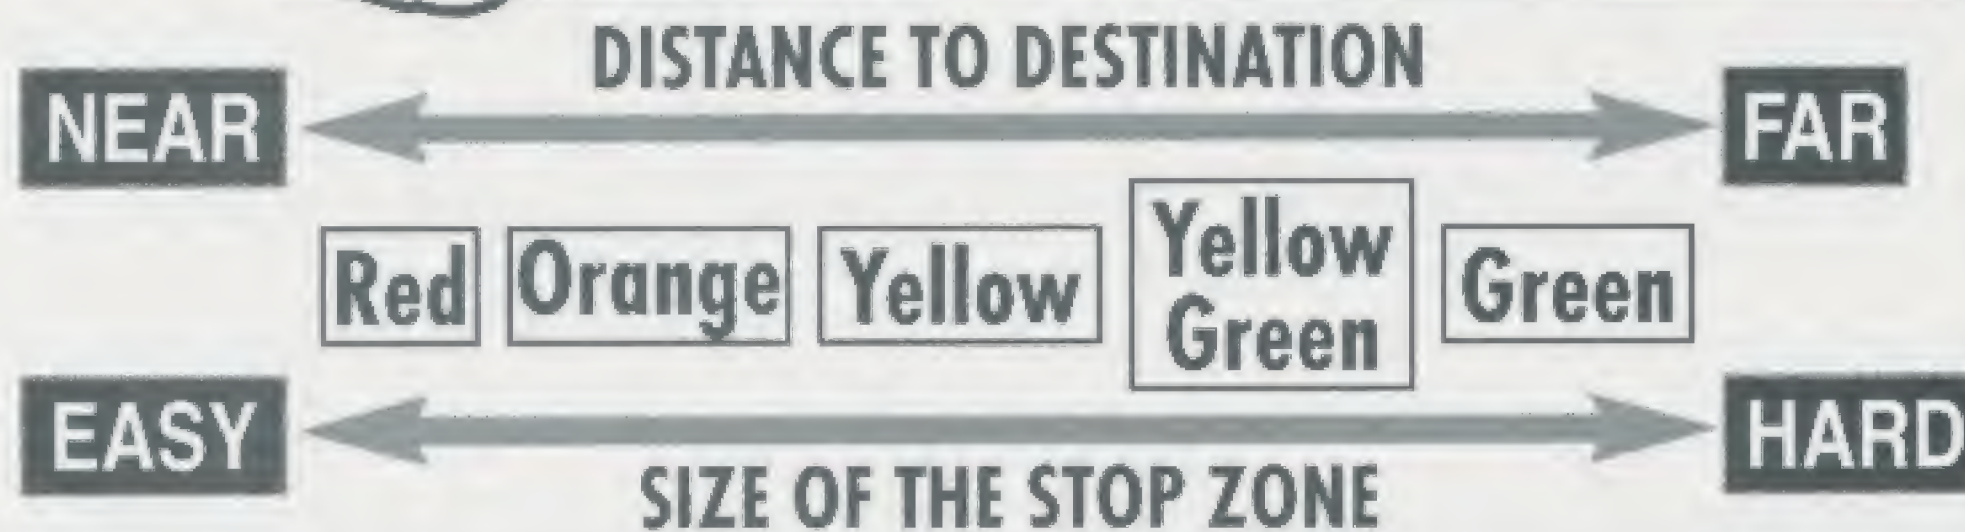 DISTANCE TO DESTINATION
NEAR
FAR
Red
Orange
Yellow
Yellow
Green
Green
EASY
HARD
SIZE OF THE STOP ZONE